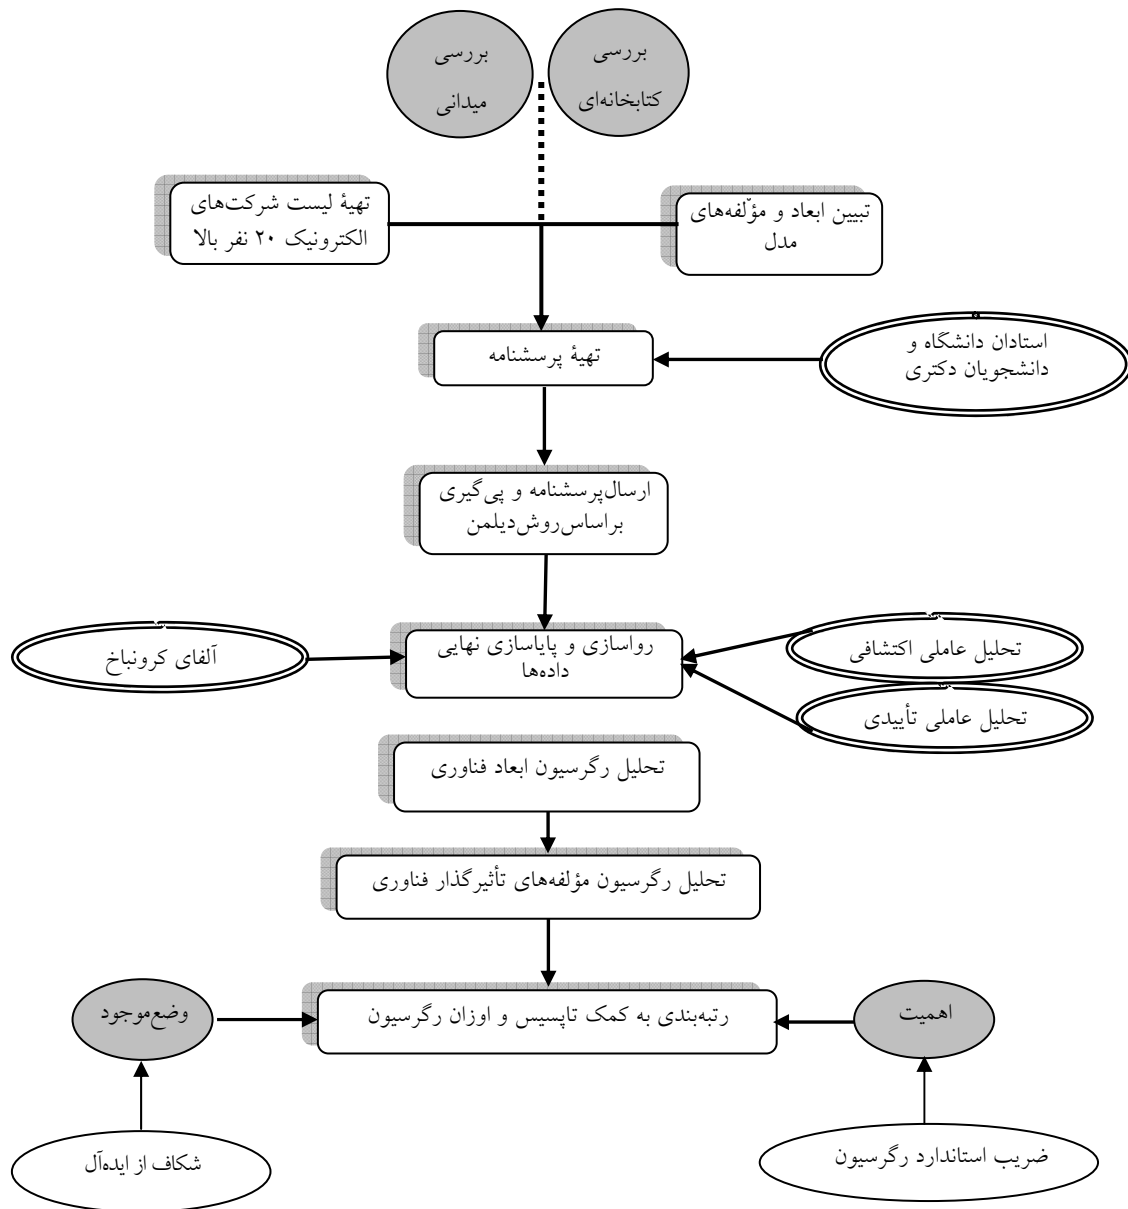 بررسی
کتابخانه‌ای
بررسی
میدانی
تبیین ابعاد و مؤلّفه‌های
مدل
تهیهٔ لیست شرکت‌های
الکترونیک ۲۰ نفر بالا
تهیهٔ پرسشنامه
استادان دانشگاه و
دانشجویان دکتری
ارسال‌پرسشنامه و پی‌گیری
براساس‌روش‌دیلمن
رواسازی و پایاسازی نهایی
داده‌ها
تحلیل عاملی اکتشافی
تحلیل عاملی تأییدی
آلفای کرونباخ
تحلیل رگرسیون ابعاد فناوری
تحلیل رگرسیون مؤلفه‌های تأثیرگذار فناوری
اهمیت
رتبه‌بندی به کمک تاپسیس و اوزان رگرسیون
وضع‌موجود
ضریب استاندارد رگرسیون
شکاف از ایده‌آل